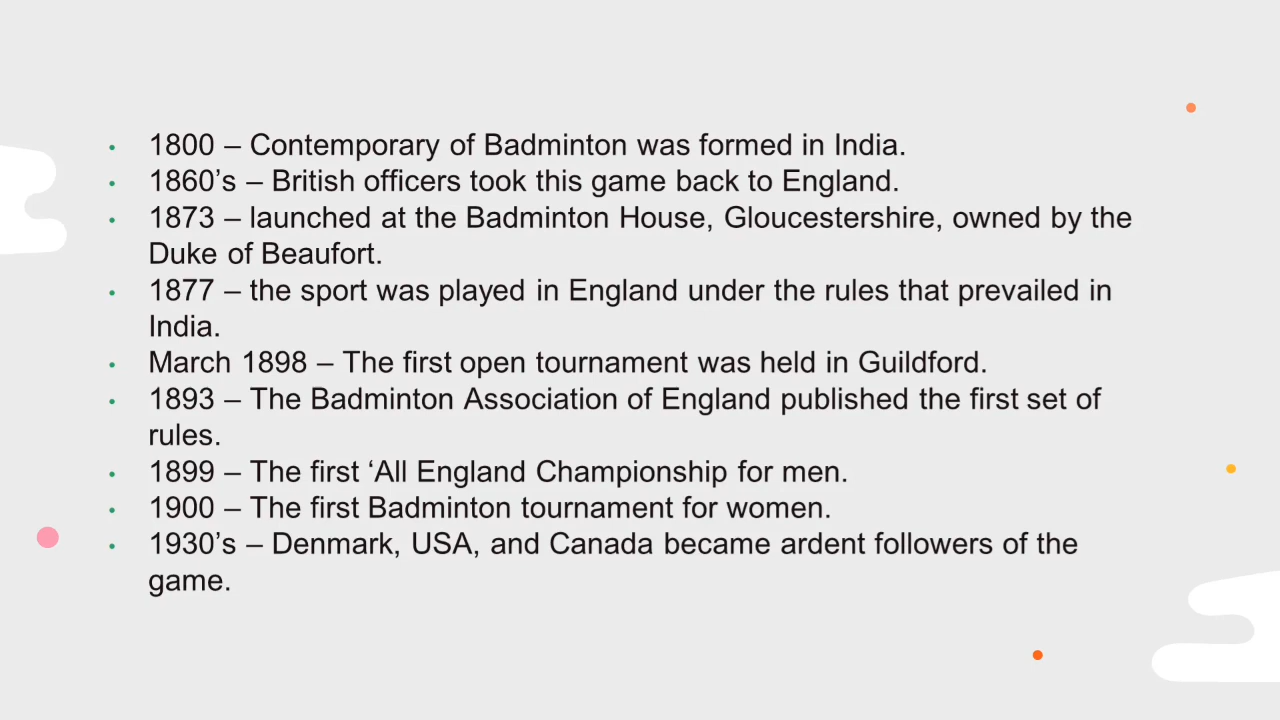 • 1800 – Contemporary of Badminton was formed in India.
• 1860’s – British officers took this game back to England.
• 1873 – launched at the Badminton House, Gloucestershire, owned by the
Duke of Beaufort.
• 1877 – the sport was played in England under the rules that prevailed in
India.
• March 1898 – The first open tournament was held in Guildford.
• 1893 – The Badminton Association of England published the first set of
rules.
• 1899 – The first ‘All England Championship for men.
• 1900 – The first Badminton tournament for women.
• 1930’s – Denmark, USA, and Canada became ardent followers of the
game.